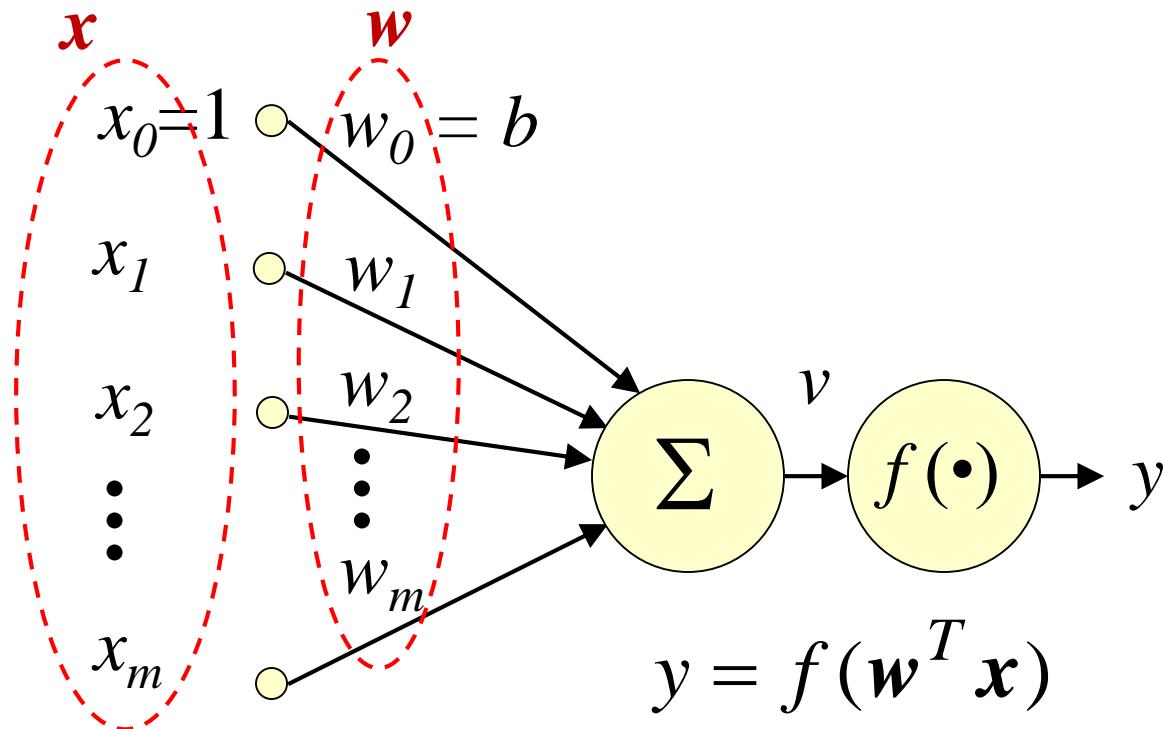 x w
x₀=1 w₀ = b
x₁ w₁
x₂ w₂
v
Σ f(•) y
wₘ
xₘ
y = f(wᵀx)